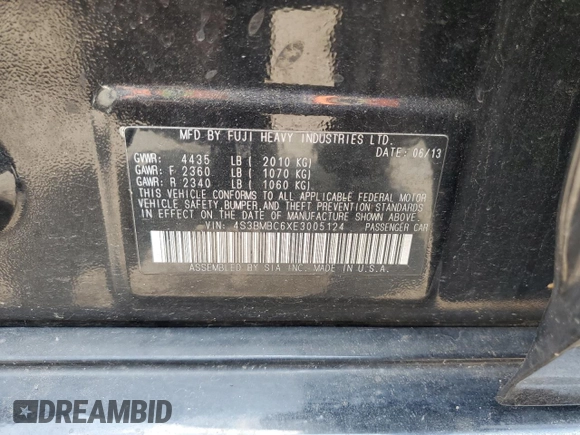 MFD BY FUJI HEAVY INDUSTRIES LTD.
DATE: 06/13
GVWR: 4435 LB ( 2010 KG)
GAWR: F 2360 LB ( 1070 KG)
GAWR: R 2340 LB ( 1060 KG)
THIS VEHICLE CONFORMS TO ALL APPLICABLE FEDERAL MOTOR
VEHICLE SAFETY, BUMPER AND THEFT PREVENTION STANDARDS
IN EFFECT ON THE DATE OF MANUFACTURE SHOWN ABOVE.
VIN: 4S3BMBC6XE3005124 PASSENGER CAR
ASSEMBLED BY SIA INC. MADE IN U.S.A.
DREAMBID